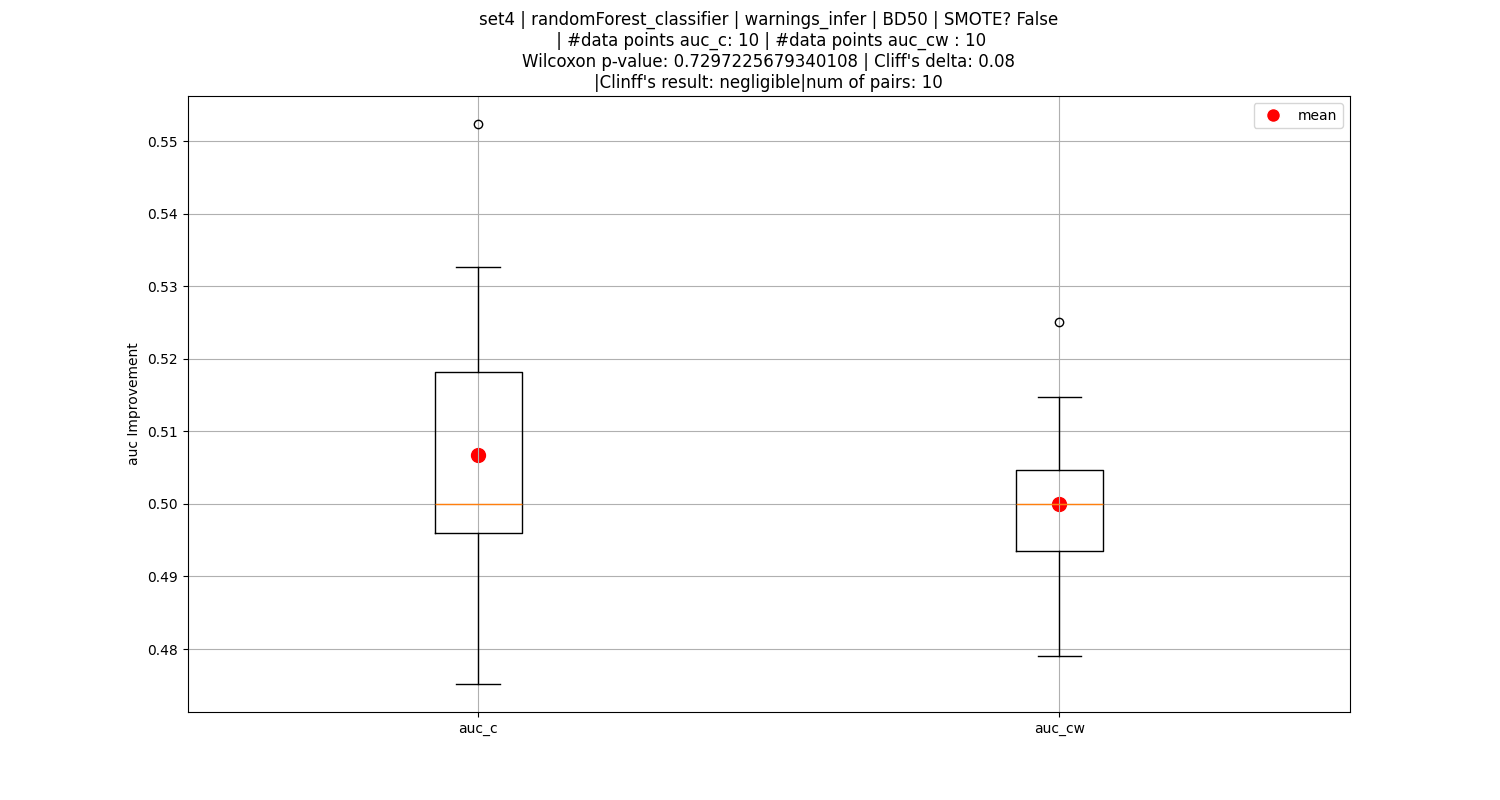 set4 | randomForest_classifier | warnings_infer | BD50 | SMOTE? False
| #data points auc_c: 10 | #data points auc_cw : 10
Wilcoxon p-value: 0.7297225679340108 | Cliff's delta: 0.08
|Clinff's result: negligible|num of pairs: 10
mean
0.55
0.54
0.53
0.52
0.51
0.50
0.49
0.48
auc Improvement
auc_c
auc_cw